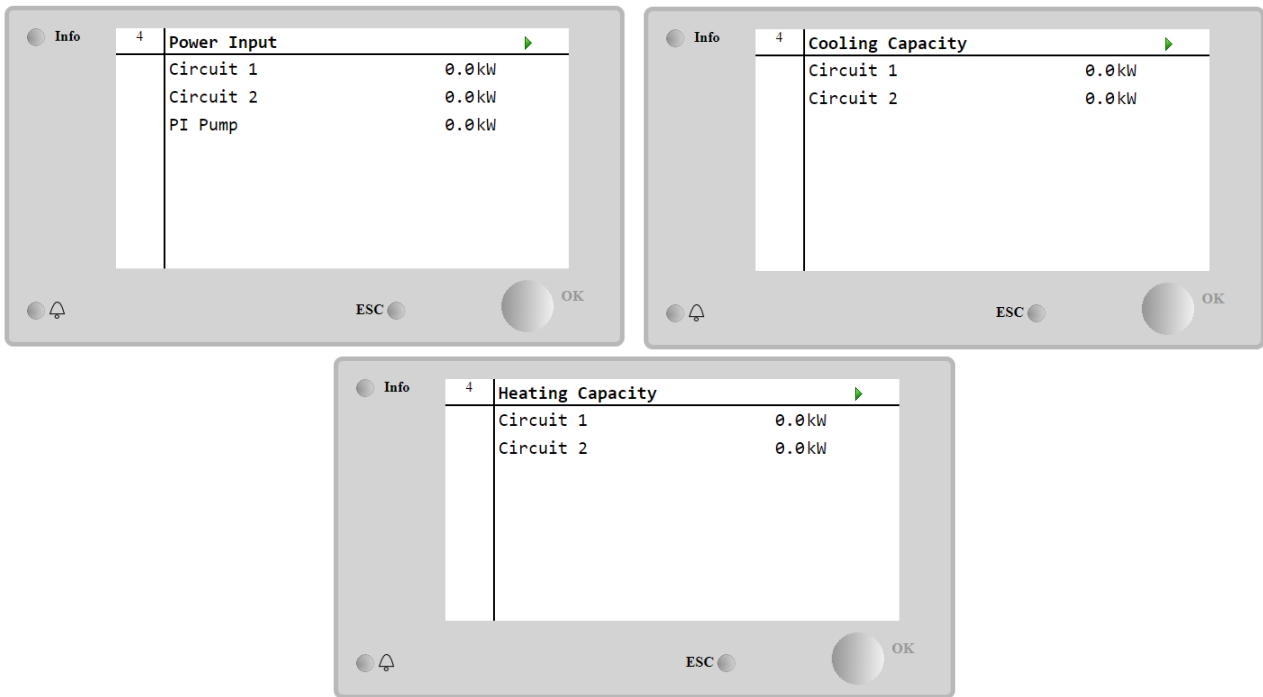 Info
4 Power Input
Circuit 1 0.0kW
Circuit 2 0.0kW
PI Pump 0.0kW
ESC
OK
Info
4 Cooling Capacity
Circuit 1 0.0kW
Circuit 2 0.0kW
ESC
OK
Info
4 Heating Capacity
Circuit 1 0.0kW
Circuit 2 0.0kW
ESC
OK